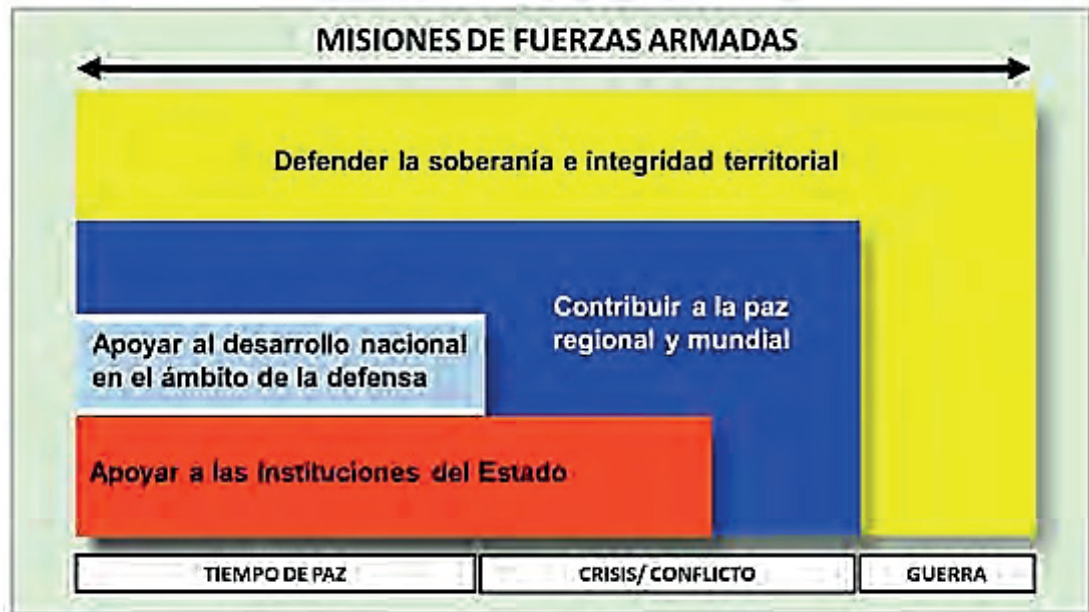 MISIONES DE FUERZAS ARMADAS
Defender la soberanía e integridad territorial
Contribuir a la paz
regional y mundial
Apoyar al desarrollo nacional
en el ámbito de la defensa
Apoyar a las Instituciones del Estado
TIEMPO DE PAZ
CRISIS/ CONFLICTO
GUERRA